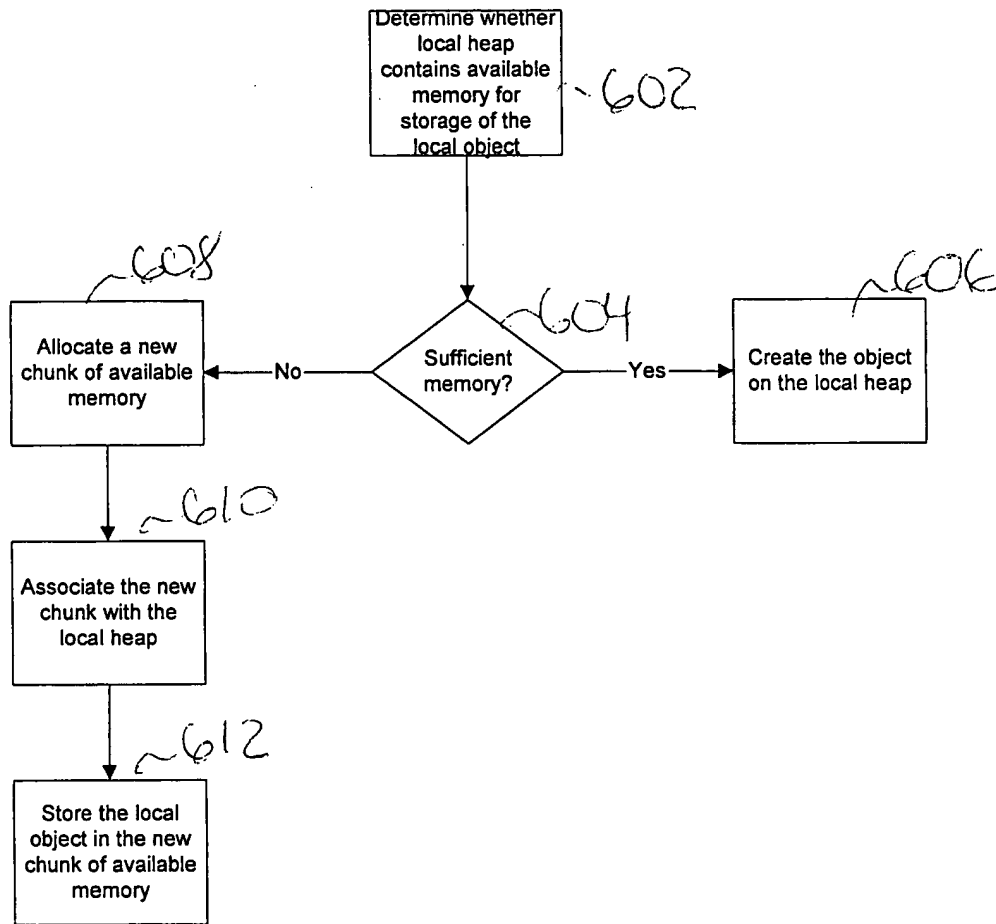 Determine whether
local heap
contains available
memory for
storage of the
local object
602
608
Allocate a new
chunk of available
memory
No
604
Sufficient
memory?
Yes
606
Create the object
on the local heap
610
Associate the new
chunk with the
local heap
612
Store the local
object in the new
chunk of available
memory